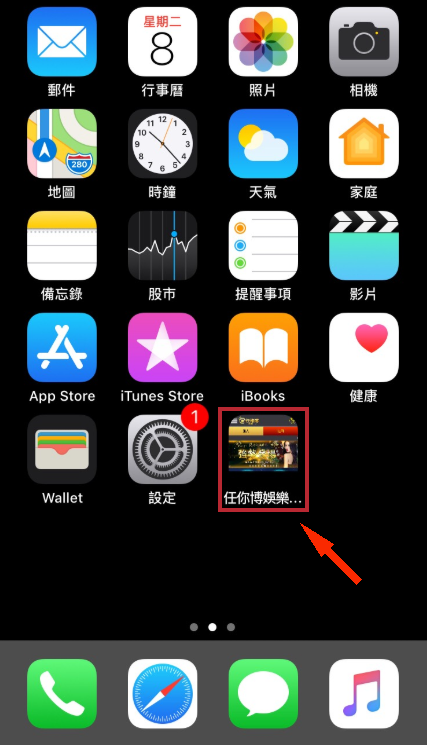 星期二
8
郵件
行事曆
照片
相機
280
地圖
時鐘
天氣
家庭
備忘錄
股市
提醒事項
影片
App Store
iTunes Store
iBooks
健康
1
Wallet
設定
任你博娛樂...